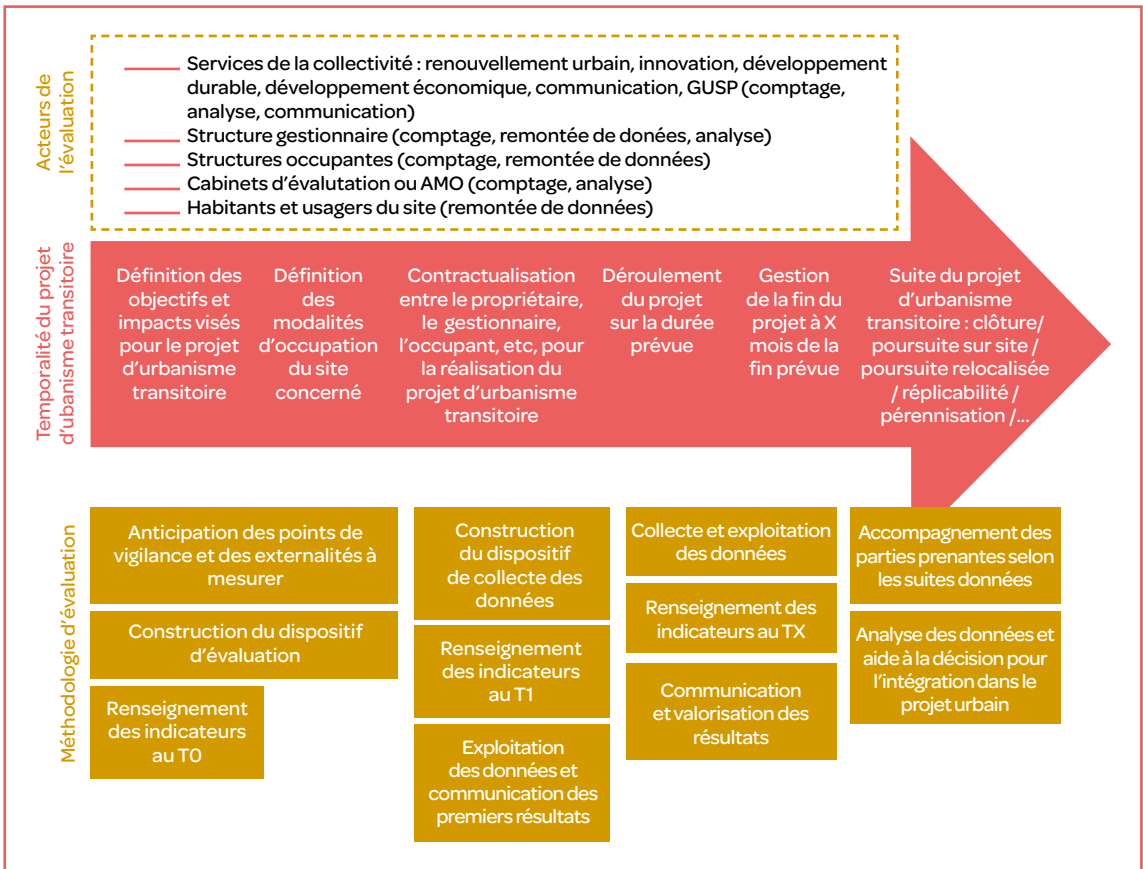 Acteurs de
l'évaluation
Services de la collectivité : renouvellement urbain, innovation, développement
durable, développement économique, communication, GUSP (comptage,
analyse, communication)
Structure gestionnaire (comptage, remontée de donées, analyse)
Structures occupantes (comptage, remontée de données)
Cabinets d'évalutation ou AMO (comptage, analyse)
Habitants et usagers du site (remontée de données)
Temporalité du projet
d'ubanisme transitoire
Définition des
objectifs et
impacts visés
pour le projet
d'urbanisme
transitoire
Définition
des
modalités
d'occupation
du site
concerné
Contractualisation
entre le propriétaire,
le gestionnaire,
l'occupant, etc, pour
la réalisation du
projet d'urbanisme
transitoire
Déroulement
du projet
sur la durée
prévue
Gestion
de la fin du
projet à X
mois de la
fin prévue
Suite du projet
d'urbanisme
transitoire : clôture/
poursuite sur site /
poursuite relocalisée
/ réplicabilité /
pérennisation /...
Méthodologie d'évaluation
Anticipation des points de
vigilance et des externalités à
mesurer
Construction du dispositif
d'évaluation
Renseignement
des indicateurs
au T0
Construction
du dispositif
de collecte des
données
Renseignement
des indicateurs
au T1
Exploitation
des données et
communication des
premiers résultats
Collecte et exploitation
des données
Renseignement des
indicateurs au TX
Communication
et valorisation des
résultats
Accompagnement des
parties prenantes selon
les suites données
Analyse des données et
aide à la décision pour
l'intégration dans le
projet urbain